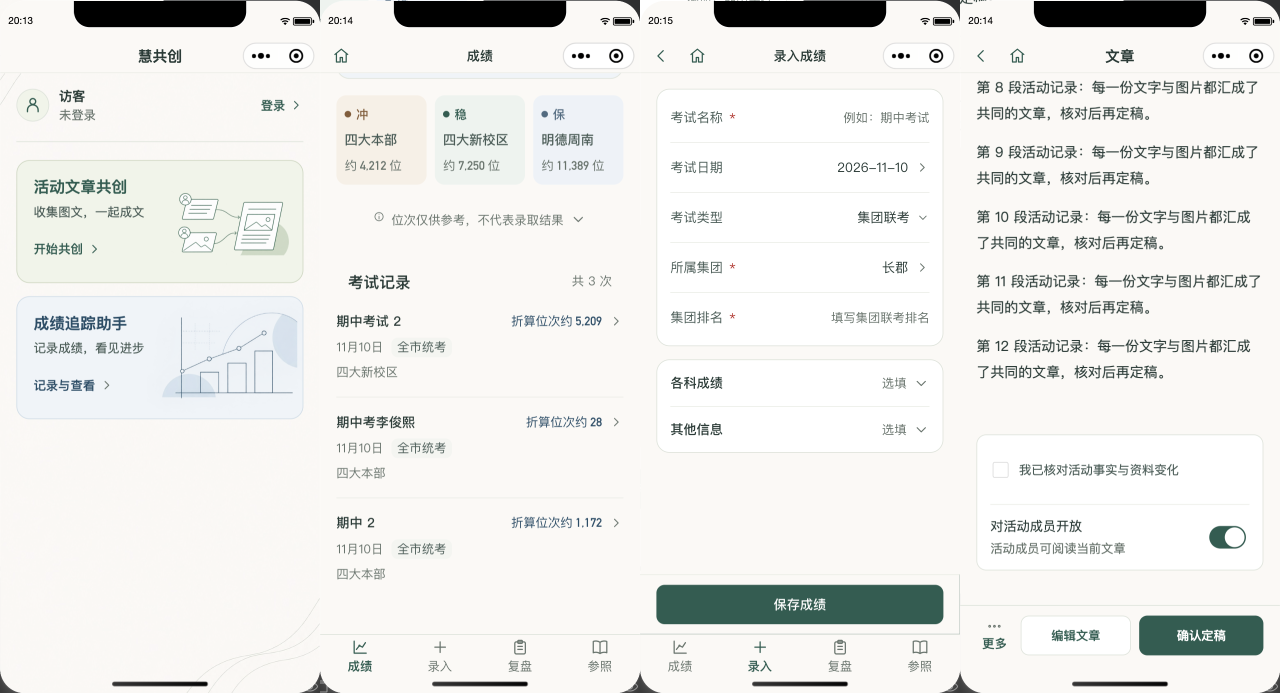 20:13
慧共创
访客
未登录
登录
活动文章共创
收集图文，一起成文
开始共创
成绩追踪助手
记录成绩，看见进步
记录与查看
20:14
成绩
冲
四大本部
约 4,212 位
稳
四大新校区
约 7,250 位
保
明德周南
约 11,389 位
位次仅供参考，不代表录取结果
考试记录
共 3 次
期中考试 2
折算位次约 5,209
11月10日 全市统考
四大新校区
期中考李俊熙
折算位次约 28
11月10日 全市统考
四大本部
期中 2
折算位次约 1,172
11月10日 全市统考
四大本部
成绩
录入
复盘
参照
20:15
录入成绩
考试名称 *
例如：期中考试
考试日期
2026-11-10
考试类型
集团联考
所属集团 *
长郡
集团排名 *
填写集团联考排名
各科成绩
选填
其他信息
选填
保存成绩
成绩
录入
复盘
参照
20:14
文章
第 8 段活动记录：每一份文字与图片都汇成了
共同的文章，核对后再定稿。
第 9 段活动记录：每一份文字与图片都汇成了
共同的文章，核对后再定稿。
第 10 段活动记录：每一份文字与图片都汇成
了共同的文章，核对后再定稿。
第 11 段活动记录：每一份文字与图片都汇成了
共同的文章，核对后再定稿。
第 12 段活动记录：每一份文字与图片都汇成
了共同的文章，核对后再定稿。
我已核对活动事实与资料变化
对活动成员开放
活动成员可阅读当前文章
更多
编辑文章
确认定稿